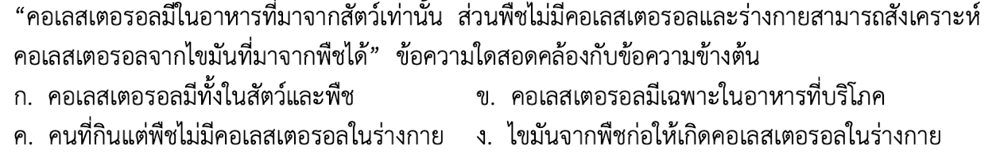 “คอเลสเตอรอลมีในอาหารที่มาจากสัตว์เท่านั้น ส่วนพืชไม่มีคอเลสเตอรอลและร่างกายสามารถสังเคราะห์
คอเลสเตอรอลจากไขมันที่มาจากพืชได้” ข้อความใดสอดคล้องกับข้อความข้างต้น
ก. คอเลสเตอรอลมีทั้งในสัตว์และพืช ข. คอเลสเตอรอลมีเฉพาะในอาหารที่บริโภค
ค. คนที่กินแต่พืชไม่มีคอเลสเตอรอลในร่างกาย ง. ไขมันจากพืชก่อให้เกิดคอเลสเตอรอลในร่างกาย